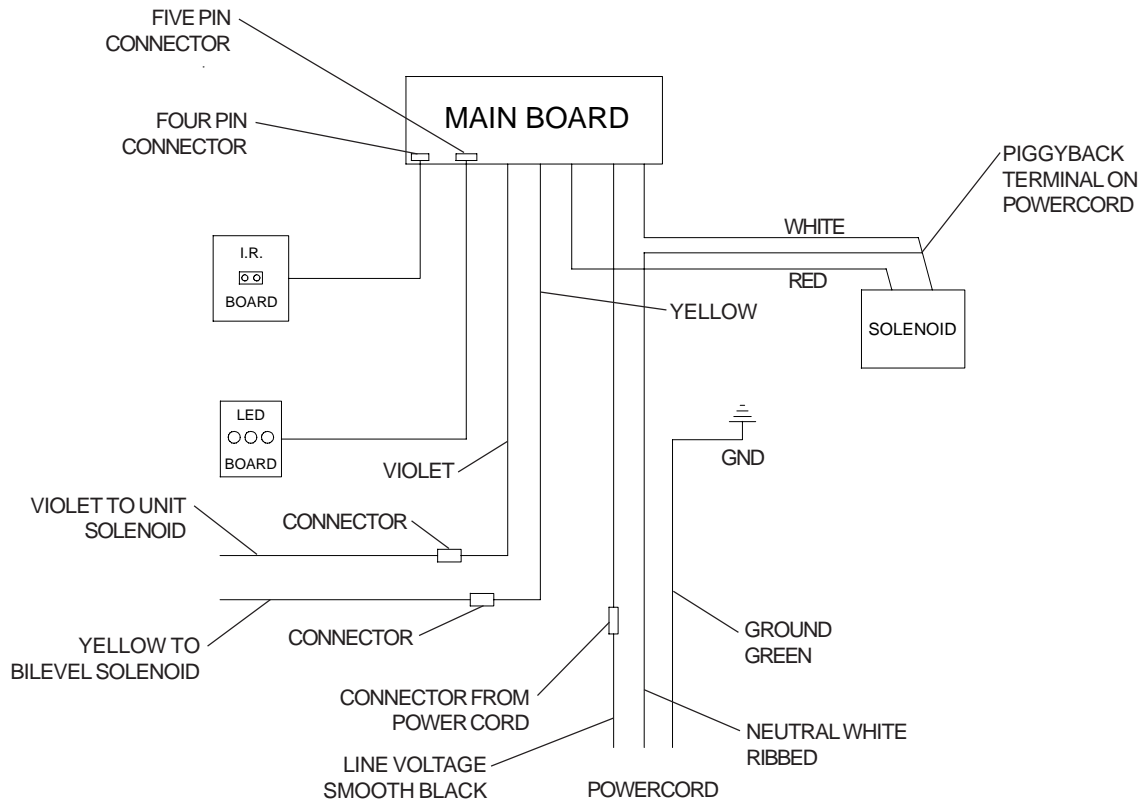 FIVE PIN
CONNECTOR
MAIN BOARD
FOUR PIN
CONNECTOR
PIGGYBACK
TERMINAL ON
POWERCORD
WHITE
I.R.
BOARD
RED
YELLOW
SOLENOID
LED
BOARD
GND
VIOLET
VIOLET TO UNIT
SOLENOID
CONNECTOR
YELLOW TO
BILEVEL SOLENOID
CONNECTOR
GROUND
GREEN
CONNECTOR FROM
POWER CORD
NEUTRAL WHITE
RIBBED
LINE VOLTAGE
SMOOTH BLACK
POWERCORD